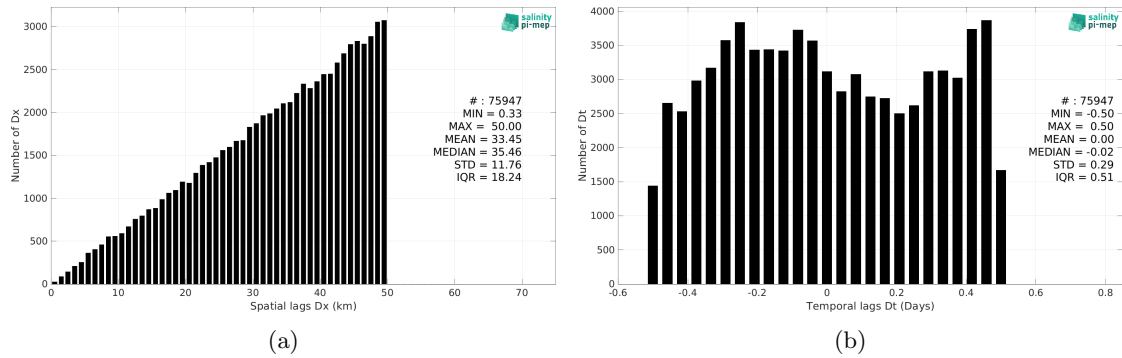 salinity
pi-mep
Number of Dx
3000
2500
2000
1500
1000
500
0
# : 75947
MIN = 0.33
MAX = 50.00
MEAN = 33.45
MEDIAN = 35.46
STD = 11.76
IQR = 18.24
0 10 20 30 40 50 60 70
Spatial lags Dx (km)
(a)
salinity
pi-mep
Number of Dt
4000
3500
3000
2500
2000
1500
1000
500
0
# : 75947
MIN = -0.50
MAX = 0.50
MEAN = 0.00
MEDIAN = -0.02
STD = 0.29
IQR = 0.51
-0.6 -0.4 -0.2 0 0.2 0.4 0.6 0.8
Temporal lags Dt (Days)
(b)